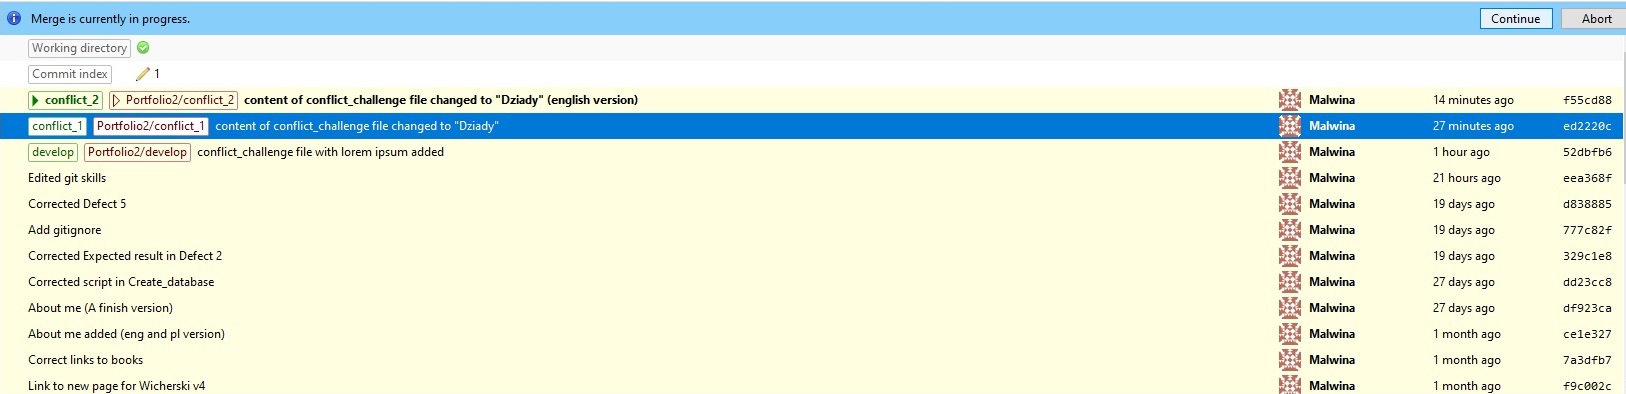 Merge is currently in progress. Continue Abort
Working directory
Commit index 1
conflict_2 Portfolio2/conflict_2 content of conflict_challenge file changed to "Dziady" (english version) Malwina 14 minutes ago f55cd88
conflict_1 Portfolio2/conflict_1 content of conflict_challenge file changed to "Dziady" Malwina 27 minutes ago ed2220c
develop Portfolio2/develop conflict_challenge file with lorem ipsum added Malwina 1 hour ago 52dbfb6
Edited git skills Malwina 21 hours ago eea368f
Corrected Defect 5 Malwina 19 days ago d838885
Add gitignore Malwina 19 days ago 777c82f
Corrected Expected result in Defect 2 Malwina 19 days ago 329c1e8
Corrected script in Create_database Malwina 27 days ago dd23cc8
About me (A finish version) Malwina 27 days ago df923ca
About me added (eng and pl version) Malwina 1 month ago ce1e327
Correct links to books Malwina 1 month ago 7a3dfb7
Link to new page for Wicherski v4 Malwina 1 month ago f9c002c